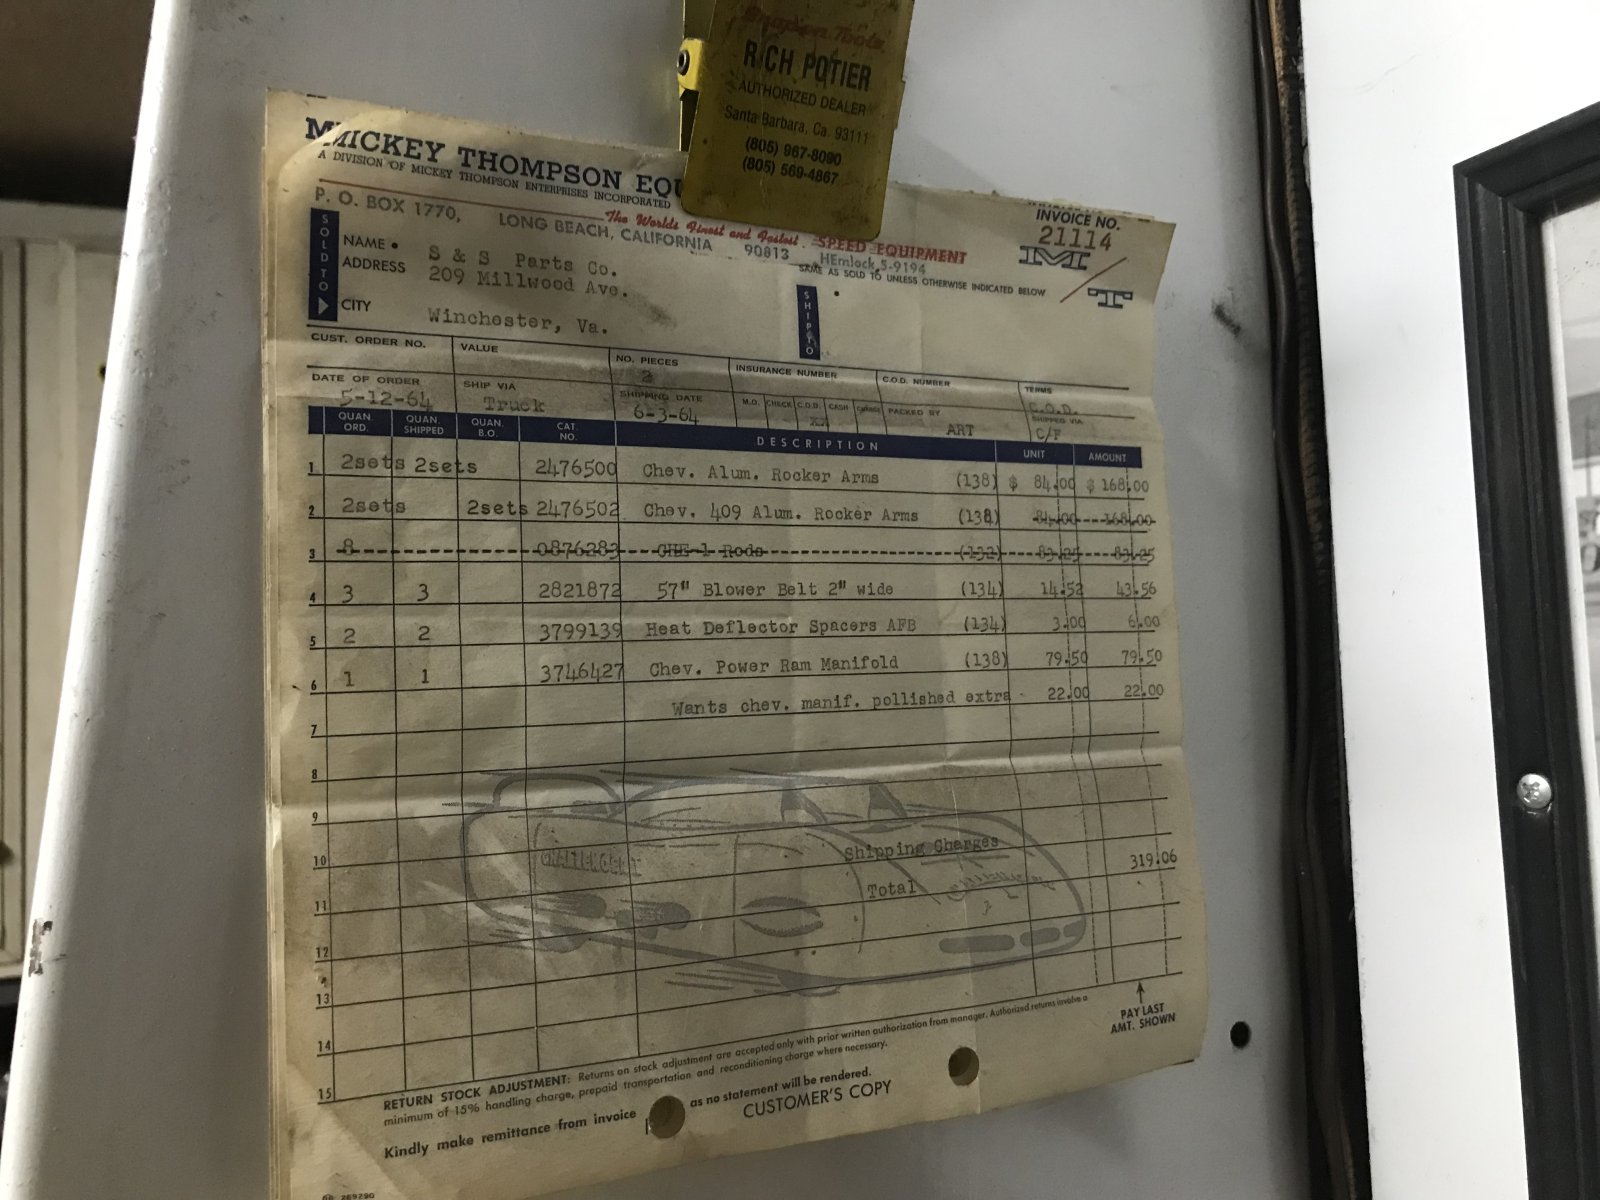 Snap-on Tools
RICH POTIER
AUTHORIZED DEALER
Santa Barbara, Ca. 93111
(805) 967-8090
(805) 569-4867
MICKEY THOMPSON EQU
A DIVISION OF MICKEY THOMPSON ENTERPRISES INCORPORATED
The Worlds Finest and Fastest SPEED EQUIPMENT
P. O. BOX 1770, LONG BEACH, CALIFORNIA 90813 HEmlock 5-9194
INVOICE NO.
21114
M/T
SOLD TO
NAME • S & S Parts Co.
ADDRESS 209 Millwood Ave.
CITY Winchester, Va.
SHIP TO
SAME AS SOLD TO UNLESS OTHERWISE INDICATED BELOW
CUST. ORDER NO. VALUE NO. PIECES 2 INSURANCE NUMBER C.O.D. NUMBER TERMS C.O.D.
DATE OF ORDER 5-12-64 SHIP VIA Truck SHIPPING DATE 6-3-64 M.O. CHECK C.O.D. XX CASH CHARGE PACKED BY ART SHIPPED VIA C/F
QUAN. ORD. QUAN. SHIPPED QUAN. B.O. CAT. NO. DESCRIPTION UNIT AMOUNT
1 2sets 2sets 2476500 Chev. Alum. Rocker Arms (138) $ 84.00 $ 168.00
2 2sets 2sets 2476502 Chev. 409 Alum. Rocker Arms (138) 84.00 168.00
3 8 0876283 CHE-1 Rods (132) 83.25 83.25
4 3 3 2821872 57" Blower Belt 2" wide (134) 14.52 43.56
5 2 2 3799139 Heat Deflector Spacers AFB (134) 3.00 6.00
6 1 1 3746427 Chev. Power Ram Manifold (138) 79.50 79.50
Wants chev. manif. pollished extra 22.00 22.00
7
8
9
10 Shipping Charges
CHALLENGER I
Total 319.06
11
12
13
14
15
PAY LAST
AMT. SHOWN
RETURN STOCK ADJUSTMENT: Returns on stock adjustment are accepted only with prior written authorization from manager. Authorized returns involve a
minimum of 15% handling charge, prepaid transportation and reconditioning charge where necessary.
Kindly make remittance from invoice as no statement will be rendered.
CUSTOMER'S COPY